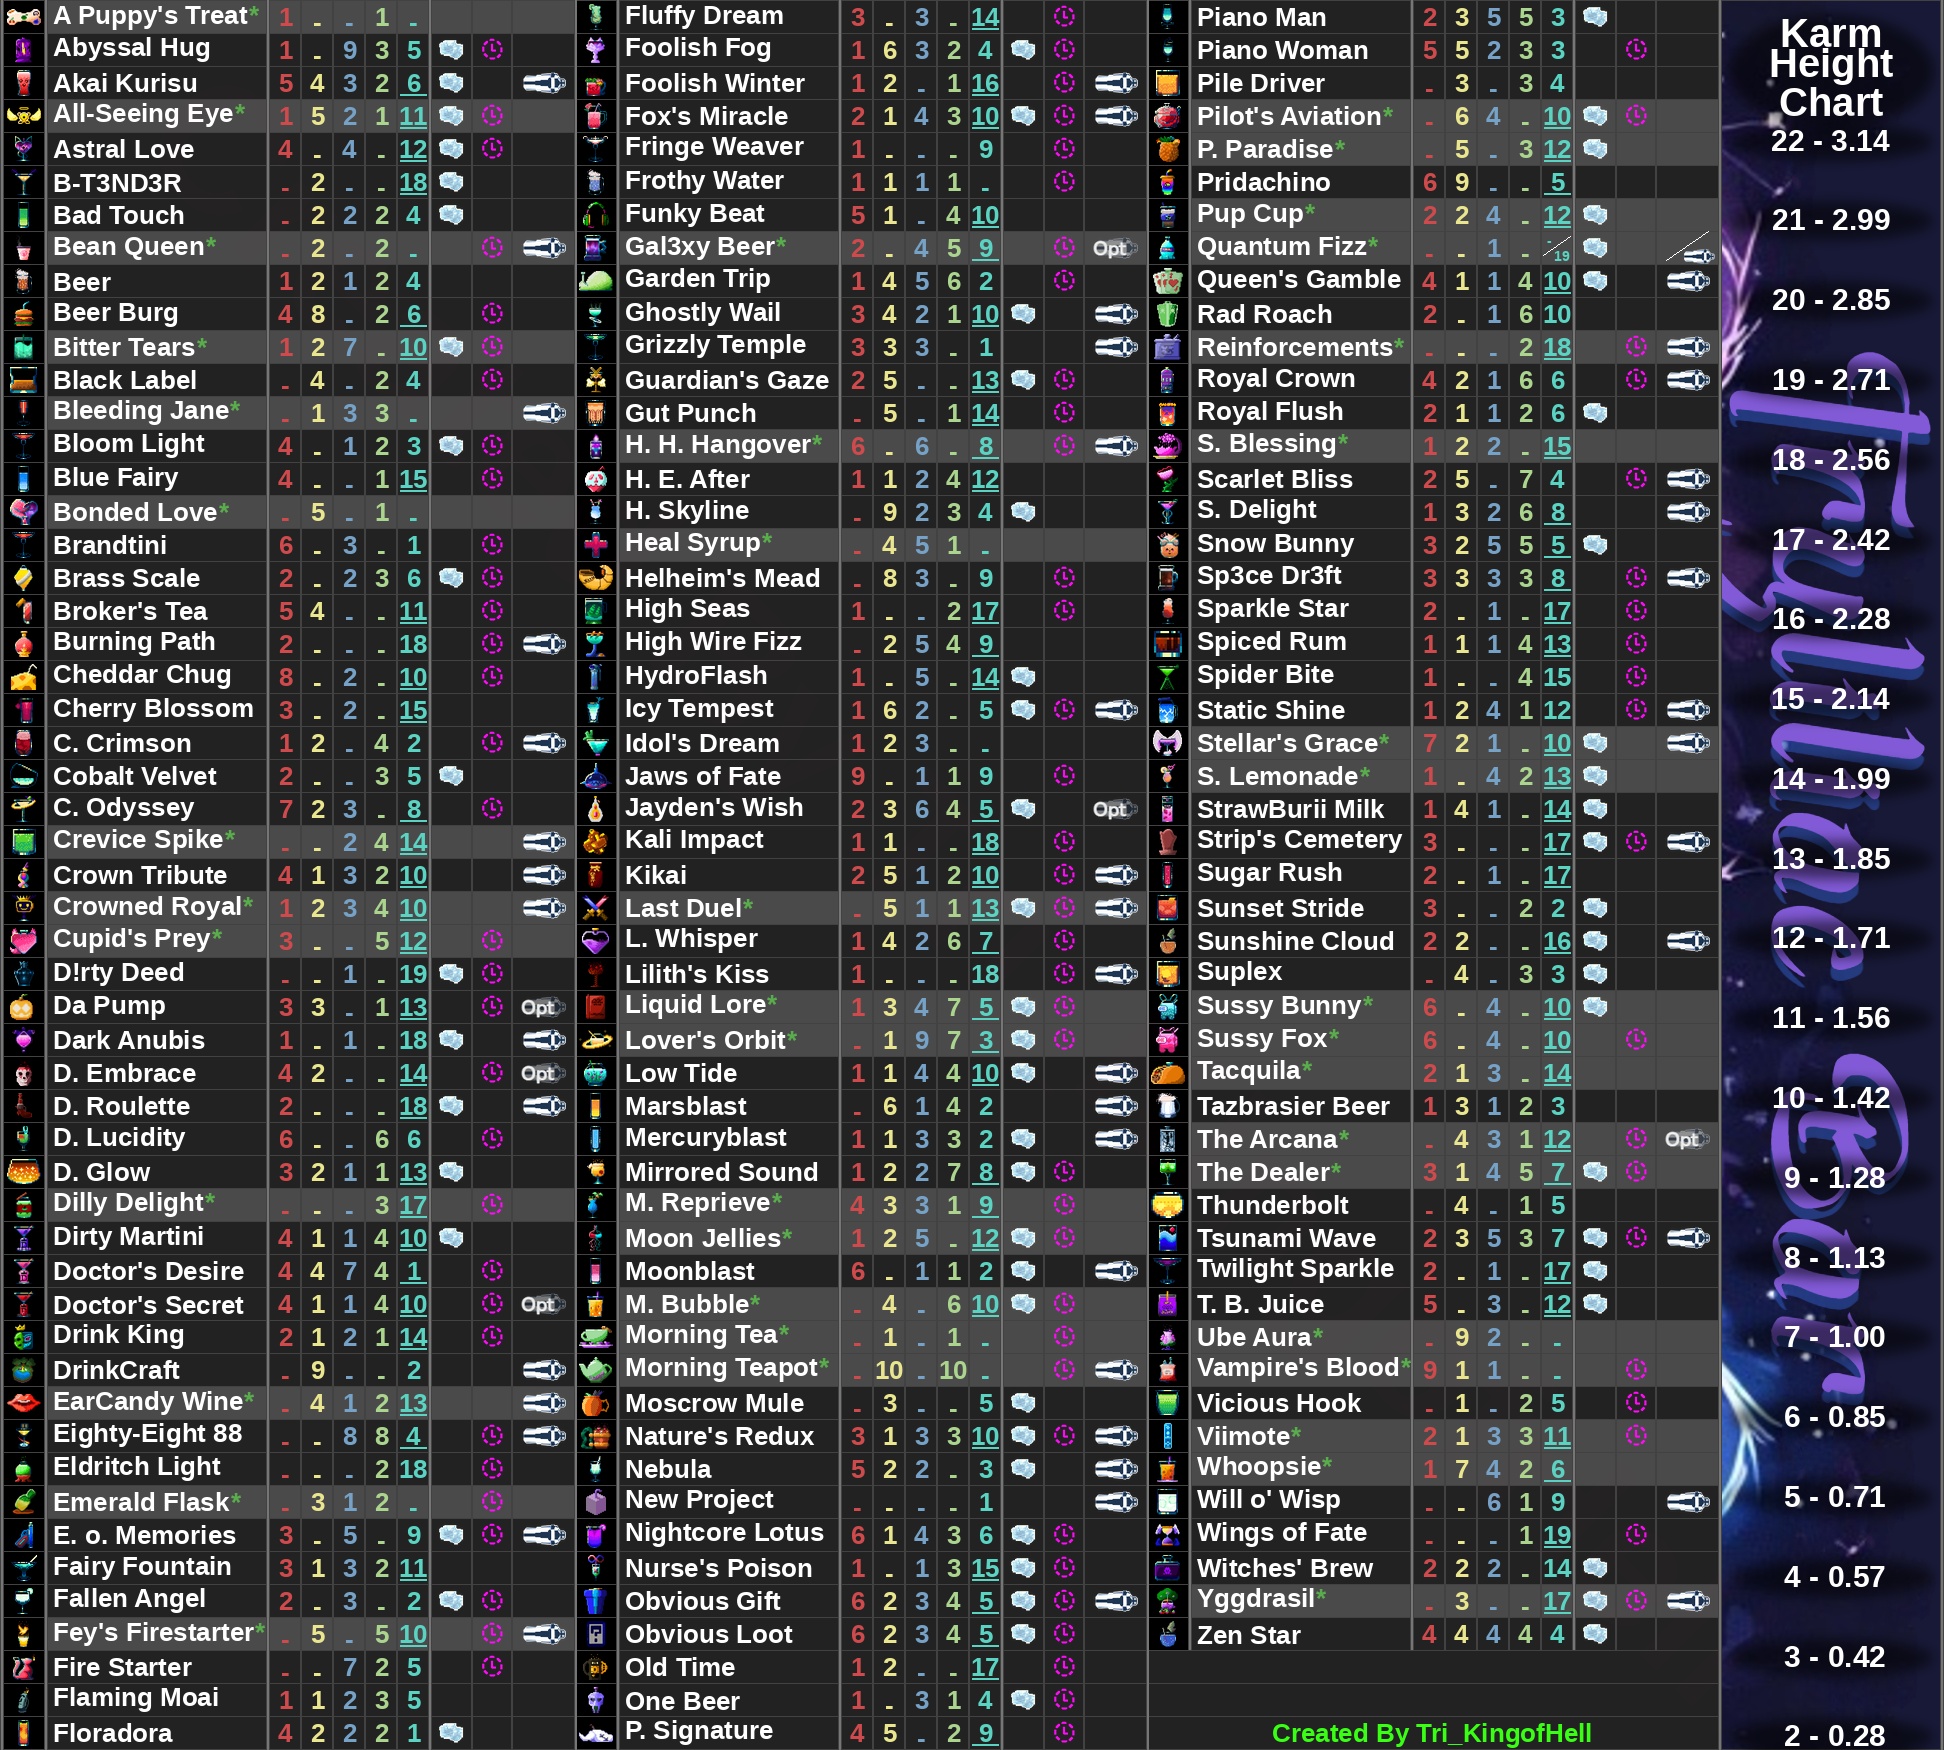 A Puppy's Treat* 1 - - 1 -
Abyssal Hug 1 - 9 3 5
Akai Kurisu 5 4 3 2 6
All-Seeing Eye* 1 5 2 1 11
Astral Love 4 - 4 - 12
B-T3ND3R - 2 - - 18
Bad Touch - 2 2 2 4
Bean Queen* - 2 - 2 -
Beer 1 2 1 2 4
Beer Burg 4 8 - 2 6
Bitter Tears* 1 2 7 - 10
Black Label - 4 - 2 4
Bleeding Jane* - 1 3 3 -
Bloom Light 4 - 1 2 3
Blue Fairy 4 - - 1 15
Bonded Love* - 5 - 1 -
Brandtini 6 - 3 - 1
Brass Scale 2 - 2 3 6
Broker's Tea 5 4 - - 11
Burning Path 2 - - - 18
Cheddar Chug 8 - 2 - 10
Cherry Blossom 3 - 2 - 15
C. Crimson 1 2 - 4 2
Cobalt Velvet 2 - - 3 5
C. Odyssey 7 2 3 - 8
Crevice Spike* - - 2 4 14
Crown Tribute 4 1 3 2 10
Crowned Royal* 1 2 3 4 10
Cupid's Prey* 3 - - 5 12
D!rty Deed - - 1 - 19
Da Pump 3 3 - 1 13 Opt
Dark Anubis 1 - 1 - 18
D. Embrace 4 2 - - 14 Opt
D. Roulette 2 - - - 18
D. Lucidity 6 - - 6 6
D. Glow 3 2 1 1 13
Dilly Delight* - - - 3 17
Dirty Martini 4 1 1 4 10
Doctor's Desire 4 4 7 4 1
Doctor's Secret 4 1 1 4 10 Opt
Drink King 2 1 2 1 14
DrinkCraft - 9 - - 2
EarCandy Wine* - 4 1 2 13
Eighty-Eight 88 - - 8 8 4
Eldritch Light - - - 2 18
Emerald Flask* - 3 1 2 -
E. o. Memories 3 - 5 - 9
Fairy Fountain 3 1 3 2 11
Fallen Angel 2 - 3 - 2
Fey's Firestarter* - 5 - 5 10
Fire Starter - - 7 2 5
Flaming Moai 1 1 2 3 5
Floradora 4 2 2 2 1
Fluffy Dream 3 - 3 - 14
Foolish Fog 1 6 3 2 4
Foolish Winter 1 2 - 1 16
Fox's Miracle 2 1 4 3 10
Fringe Weaver 1 - - - 9
Frothy Water 1 1 1 1 -
Funky Beat 5 1 - 4 10
Gal3xy Beer* 2 - 4 5 9 Opt
Garden Trip 1 4 5 6 2
Ghostly Wail 3 4 2 1 10
Grizzly Temple 3 3 3 - 1
Guardian's Gaze 2 5 - - 13
Gut Punch - 5 - 1 14
H. H. Hangover* 6 - 6 - 8
H. E. After 1 1 2 4 12
H. Skyline - 9 2 3 4
Heal Syrup* - 4 5 1 -
Helheim's Mead - 8 3 - 9
High Seas 1 - - 2 17
High Wire Fizz - 2 5 4 9
HydroFlash 1 - 5 - 14
Icy Tempest 1 6 2 - 5
Idol's Dream 1 2 3 - -
Jaws of Fate 9 - 1 1 9
Jayden's Wish 2 3 6 4 5 Opt
Kali Impact 1 1 - - 18
Kikai 2 5 1 2 10
Last Duel* - 5 1 1 13
L. Whisper 1 4 2 6 7
Lilith's Kiss 1 - - - 18
Liquid Lore* 1 3 4 7 5
Lover's Orbit* - 1 9 7 3
Low Tide 1 1 4 4 10
Marsblast - 6 1 4 2
Mercuryblast 1 1 3 3 2
Mirrored Sound 1 2 2 7 8
M. Reprieve* 4 3 3 1 9
Moon Jellies* 1 2 5 - 12
Moonblast 6 - 1 1 2
M. Bubble* - 4 - 6 10
Morning Tea* - 1 - 1 -
Morning Teapot* - 10 - 10 -
Moscrow Mule - 3 - - 5
Nature's Redux 3 1 3 3 10
Nebula 5 2 2 - 3
New Project - - - - 1
Nightcore Lotus 6 1 4 3 6
Nurse's Poison 1 - 1 3 15
Obvious Gift 6 2 3 4 5
Obvious Loot 6 2 3 4 5
Old Time 1 2 - - 17
One Beer 1 - 3 1 4
P. Signature 4 5 - 2 9
Piano Man 2 3 5 5 3
Piano Woman 5 5 2 3 3
Pile Driver - 3 - 3 4
Pilot's Aviation* - 6 4 - 10
P. Paradise* - 5 - 3 12
Pridachino 6 9 - - 5
Pup Cup* 2 2 4 - 12
Quantum Fizz* - - 1 - -/19
Queen's Gamble 4 1 1 4 10
Rad Roach 2 - 1 6 10
Reinforcements* - - - 2 18
Royal Crown 4 2 1 6 6
Royal Flush 2 1 1 2 6
S. Blessing* 1 2 2 - 15
Scarlet Bliss 2 5 - 7 4
S. Delight 1 3 2 6 8
Snow Bunny 3 2 5 5 5
Sp3ce Dr3ft 3 3 3 3 8
Sparkle Star 2 - 1 - 17
Spiced Rum 1 1 1 4 13
Spider Bite 1 - - 4 15
Static Shine 1 2 4 1 12
Stellar's Grace* 7 2 1 - 10
S. Lemonade* 1 - 4 2 13
StrawBurii Milk 1 4 1 - 14
Strip's Cemetery 3 - - - 17
Sugar Rush 2 - 1 - 17
Sunset Stride 3 - - 2 2
Sunshine Cloud 2 2 - - 16
Suplex - 4 - 3 3
Sussy Bunny* 6 - 4 - 10
Sussy Fox* 6 - 4 - 10
Tacquila* 2 1 3 - 14
Tazbrasier Beer 1 3 1 2 3
The Arcana* - 4 3 1 12 Opt
The Dealer* 3 1 4 5 7
Thunderbolt - 4 - 1 5
Tsunami Wave 2 3 5 3 7
Twilight Sparkle 2 - 1 - 17
T. B. Juice 5 - 3 - 12
Ube Aura* - 9 2 - -
Vampire's Blood* 9 1 1 - -
Vicious Hook - 1 - 2 5
Viimote* 2 1 3 3 11
Whoopsie* 1 7 4 2 6
Will o' Wisp - - 6 1 9
Wings of Fate - - - 1 19
Witches' Brew 2 2 2 - 14
Yggdrasil* - 3 - - 17
Zen Star 4 4 4 4 4
Created By Tri_KingofHell
Karm
Height
Chart
22 - 3.14
21 - 2.99
20 - 2.85
19 - 2.71
18 - 2.56
17 - 2.42
16 - 2.28
15 - 2.14
14 - 1.99
13 - 1.85
12 - 1.71
11 - 1.56
10 - 1.42
9 - 1.28
8 - 1.13
7 - 1.00
6 - 0.85
5 - 0.71
4 - 0.57
3 - 0.42
2 - 0.28